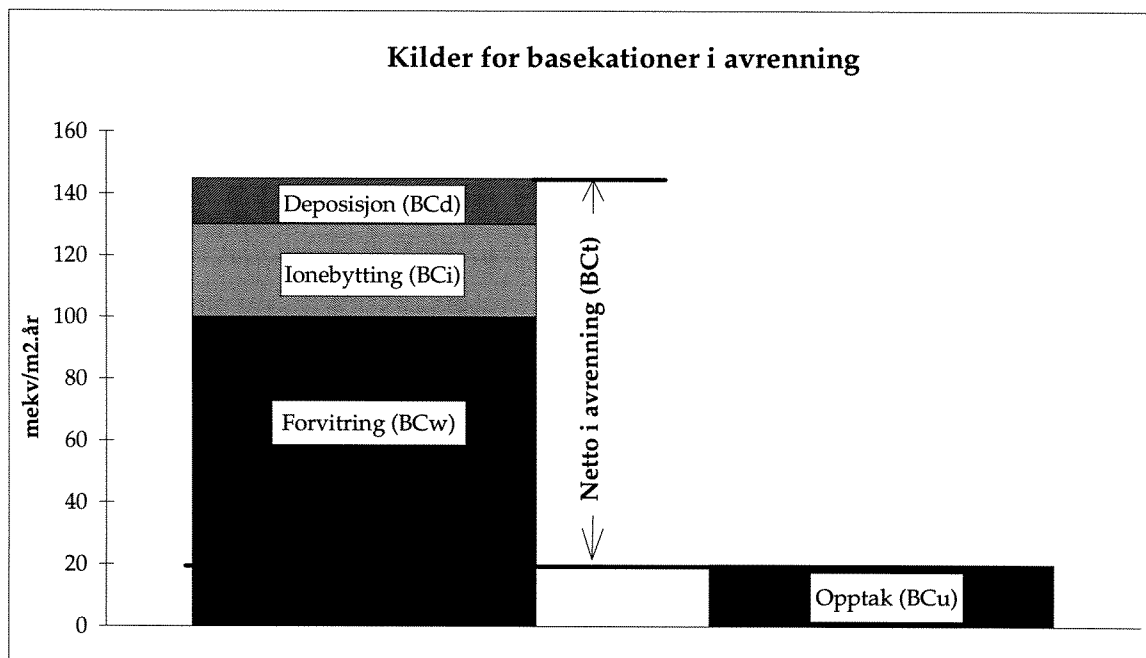 Kilder for basekationer i avrenning
mekv/m2.år
160
140
120
100
80
60
40
20
0
Deposisjon (BCd)
Ionebytting (BCi)
Forvitring (BCw)
Netto i avrenning (BCt)
Opptak (BCu)